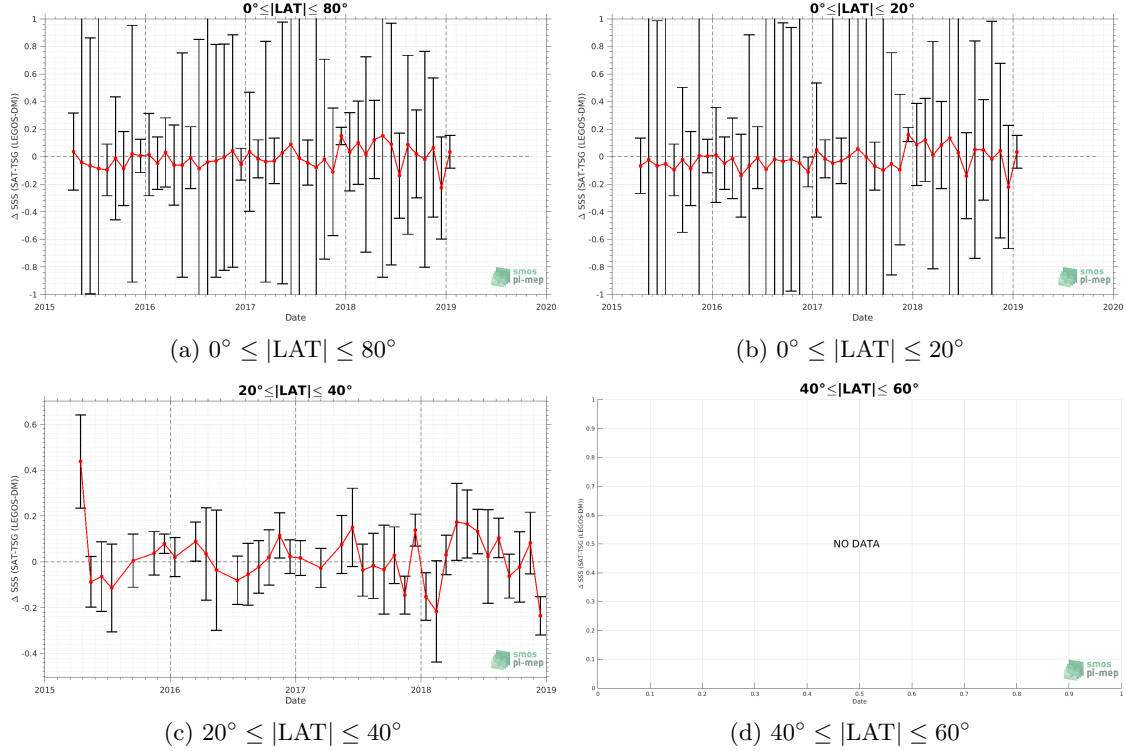 0°≤|LAT|≤ 80°
Δ SSS (SAT-TSG (LEGOS-DM))
1
0.8
0.6
0.4
0.2
0
-0.2
-0.4
-0.6
-0.8
-1
2015 2016 2017 2018 2019 2020
Date
smos
pi-mep
(a) 0° ≤ |LAT| ≤ 80°
0°≤|LAT|≤ 20°
Δ SSS (SAT-TSG (LEGOS-DM))
1
0.8
0.6
0.4
0.2
0
-0.2
-0.4
-0.6
-0.8
-1
2015 2016 2017 2018 2019 2020
Date
smos
pi-mep
(b) 0° ≤ |LAT| ≤ 20°
20°≤|LAT|≤ 40°
Δ SSS (SAT-TSG (LEGOS-DM))
0.6
0.4
0.2
0
-0.2
-0.4
2015 2016 2017 2018 2019
Date
smos
pi-mep
(c) 20° ≤ |LAT| ≤ 40°
40°≤|LAT|≤ 60°
Δ SSS (SAT-TSG (LEGOS-DM))
1
0.9
0.8
0.7
0.6
0.5
0.4
0.3
0.2
0.1
0
NO DATA
0 0.1 0.2 0.3 0.4 0.5 0.6 0.7 0.8 0.9 1
Date
smos
pi-mep
(d) 40° ≤ |LAT| ≤ 60°